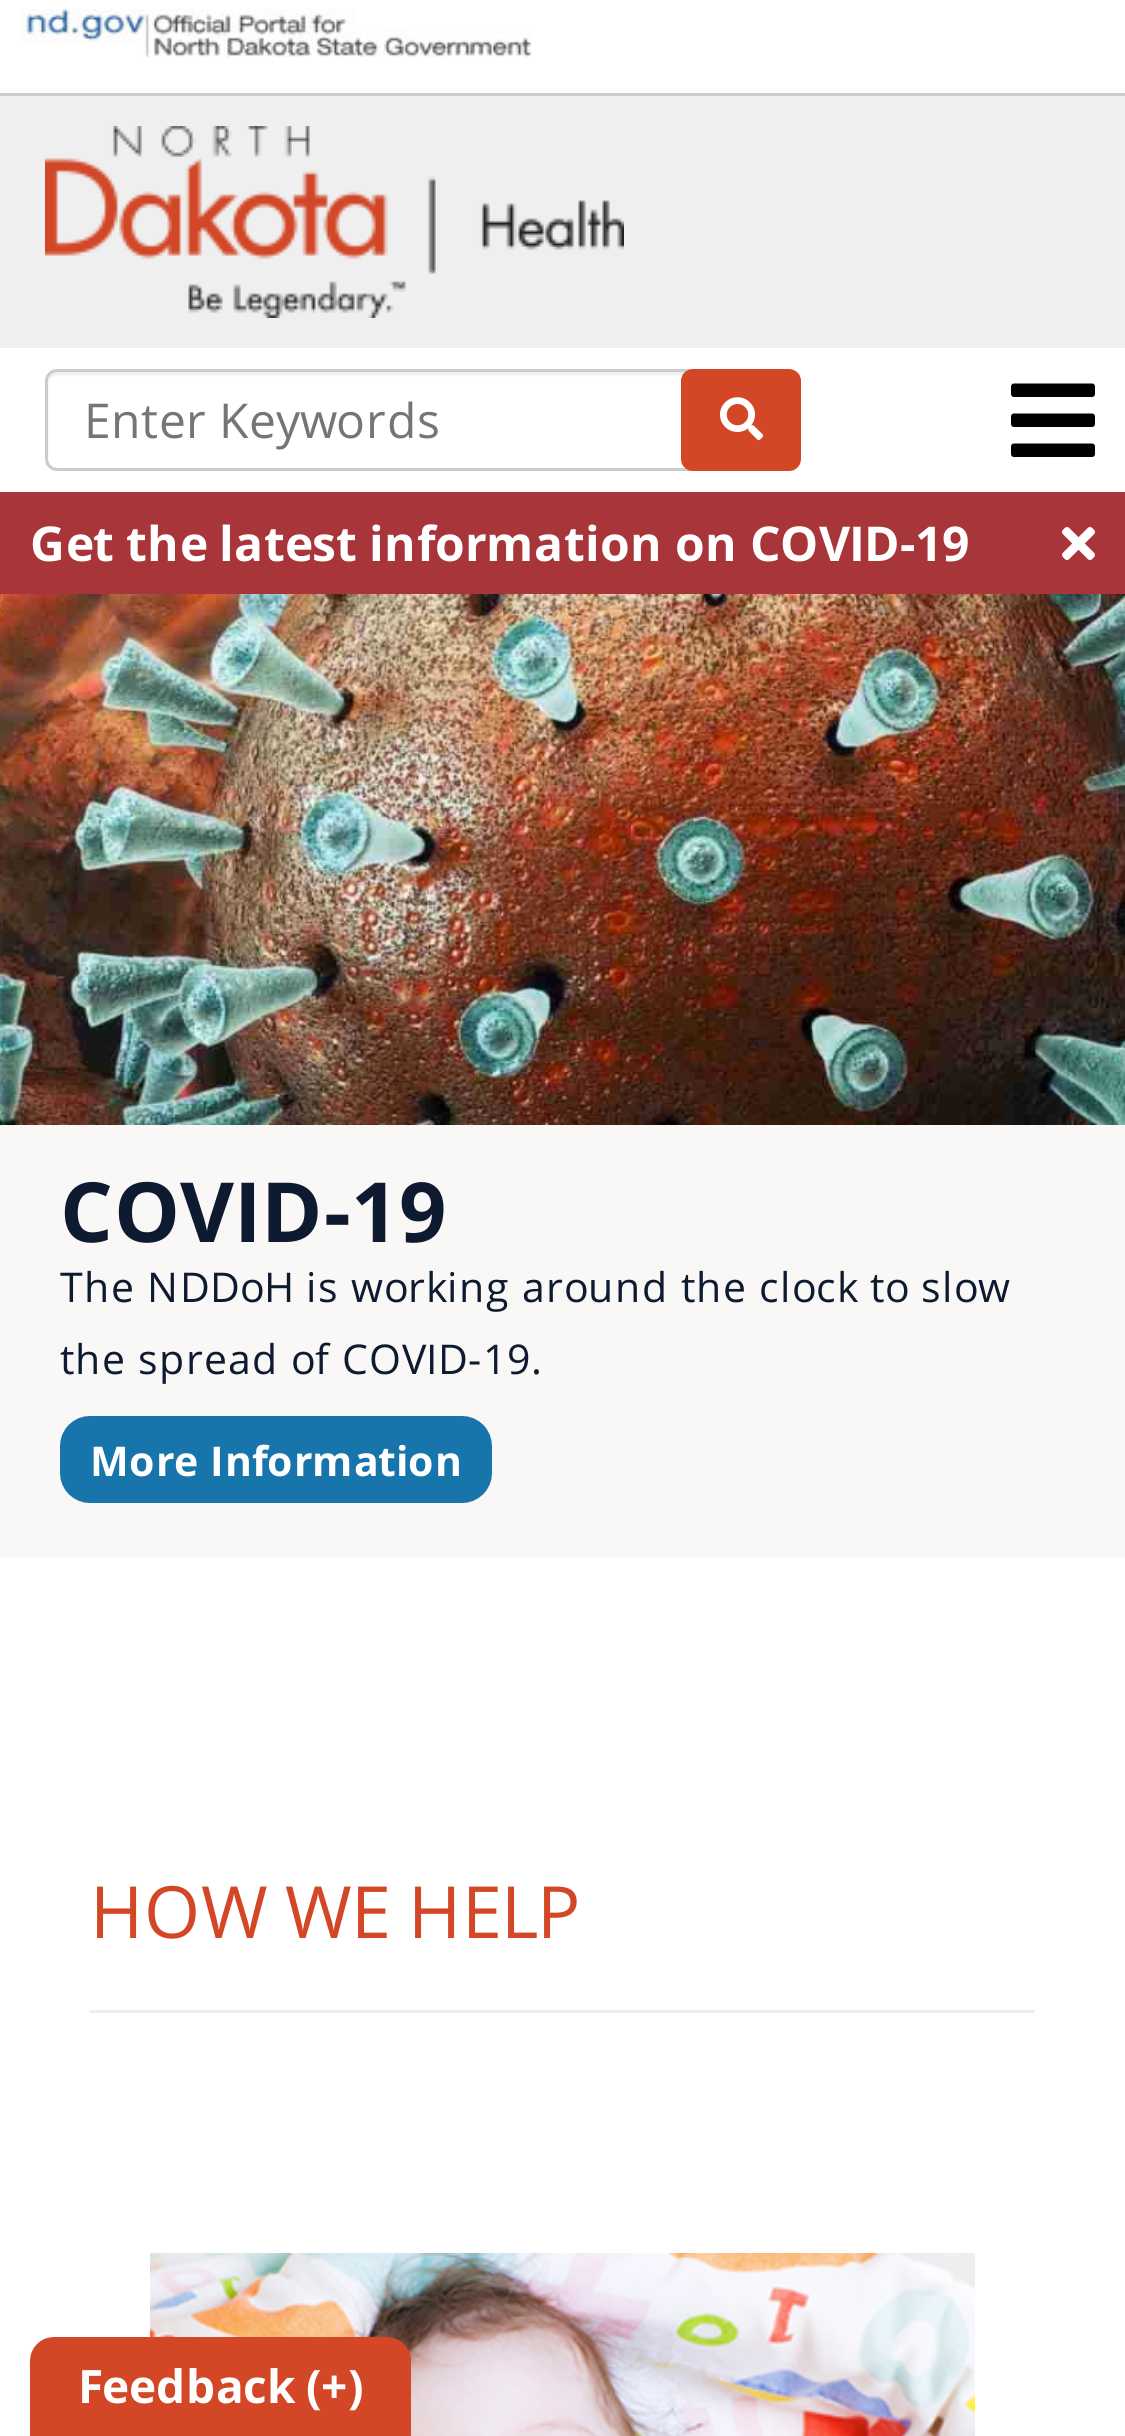 nd.gov
Official Portal for
North Dakota State Government
NORTH
Dakota
Be Legendary.™
Health
Enter Keywords
Get the latest information on COVID-19
COVID-19
The NDDoH is working around the clock to slow
the spread of COVID-19.
More Information
HOW WE HELP
Feedback (+)